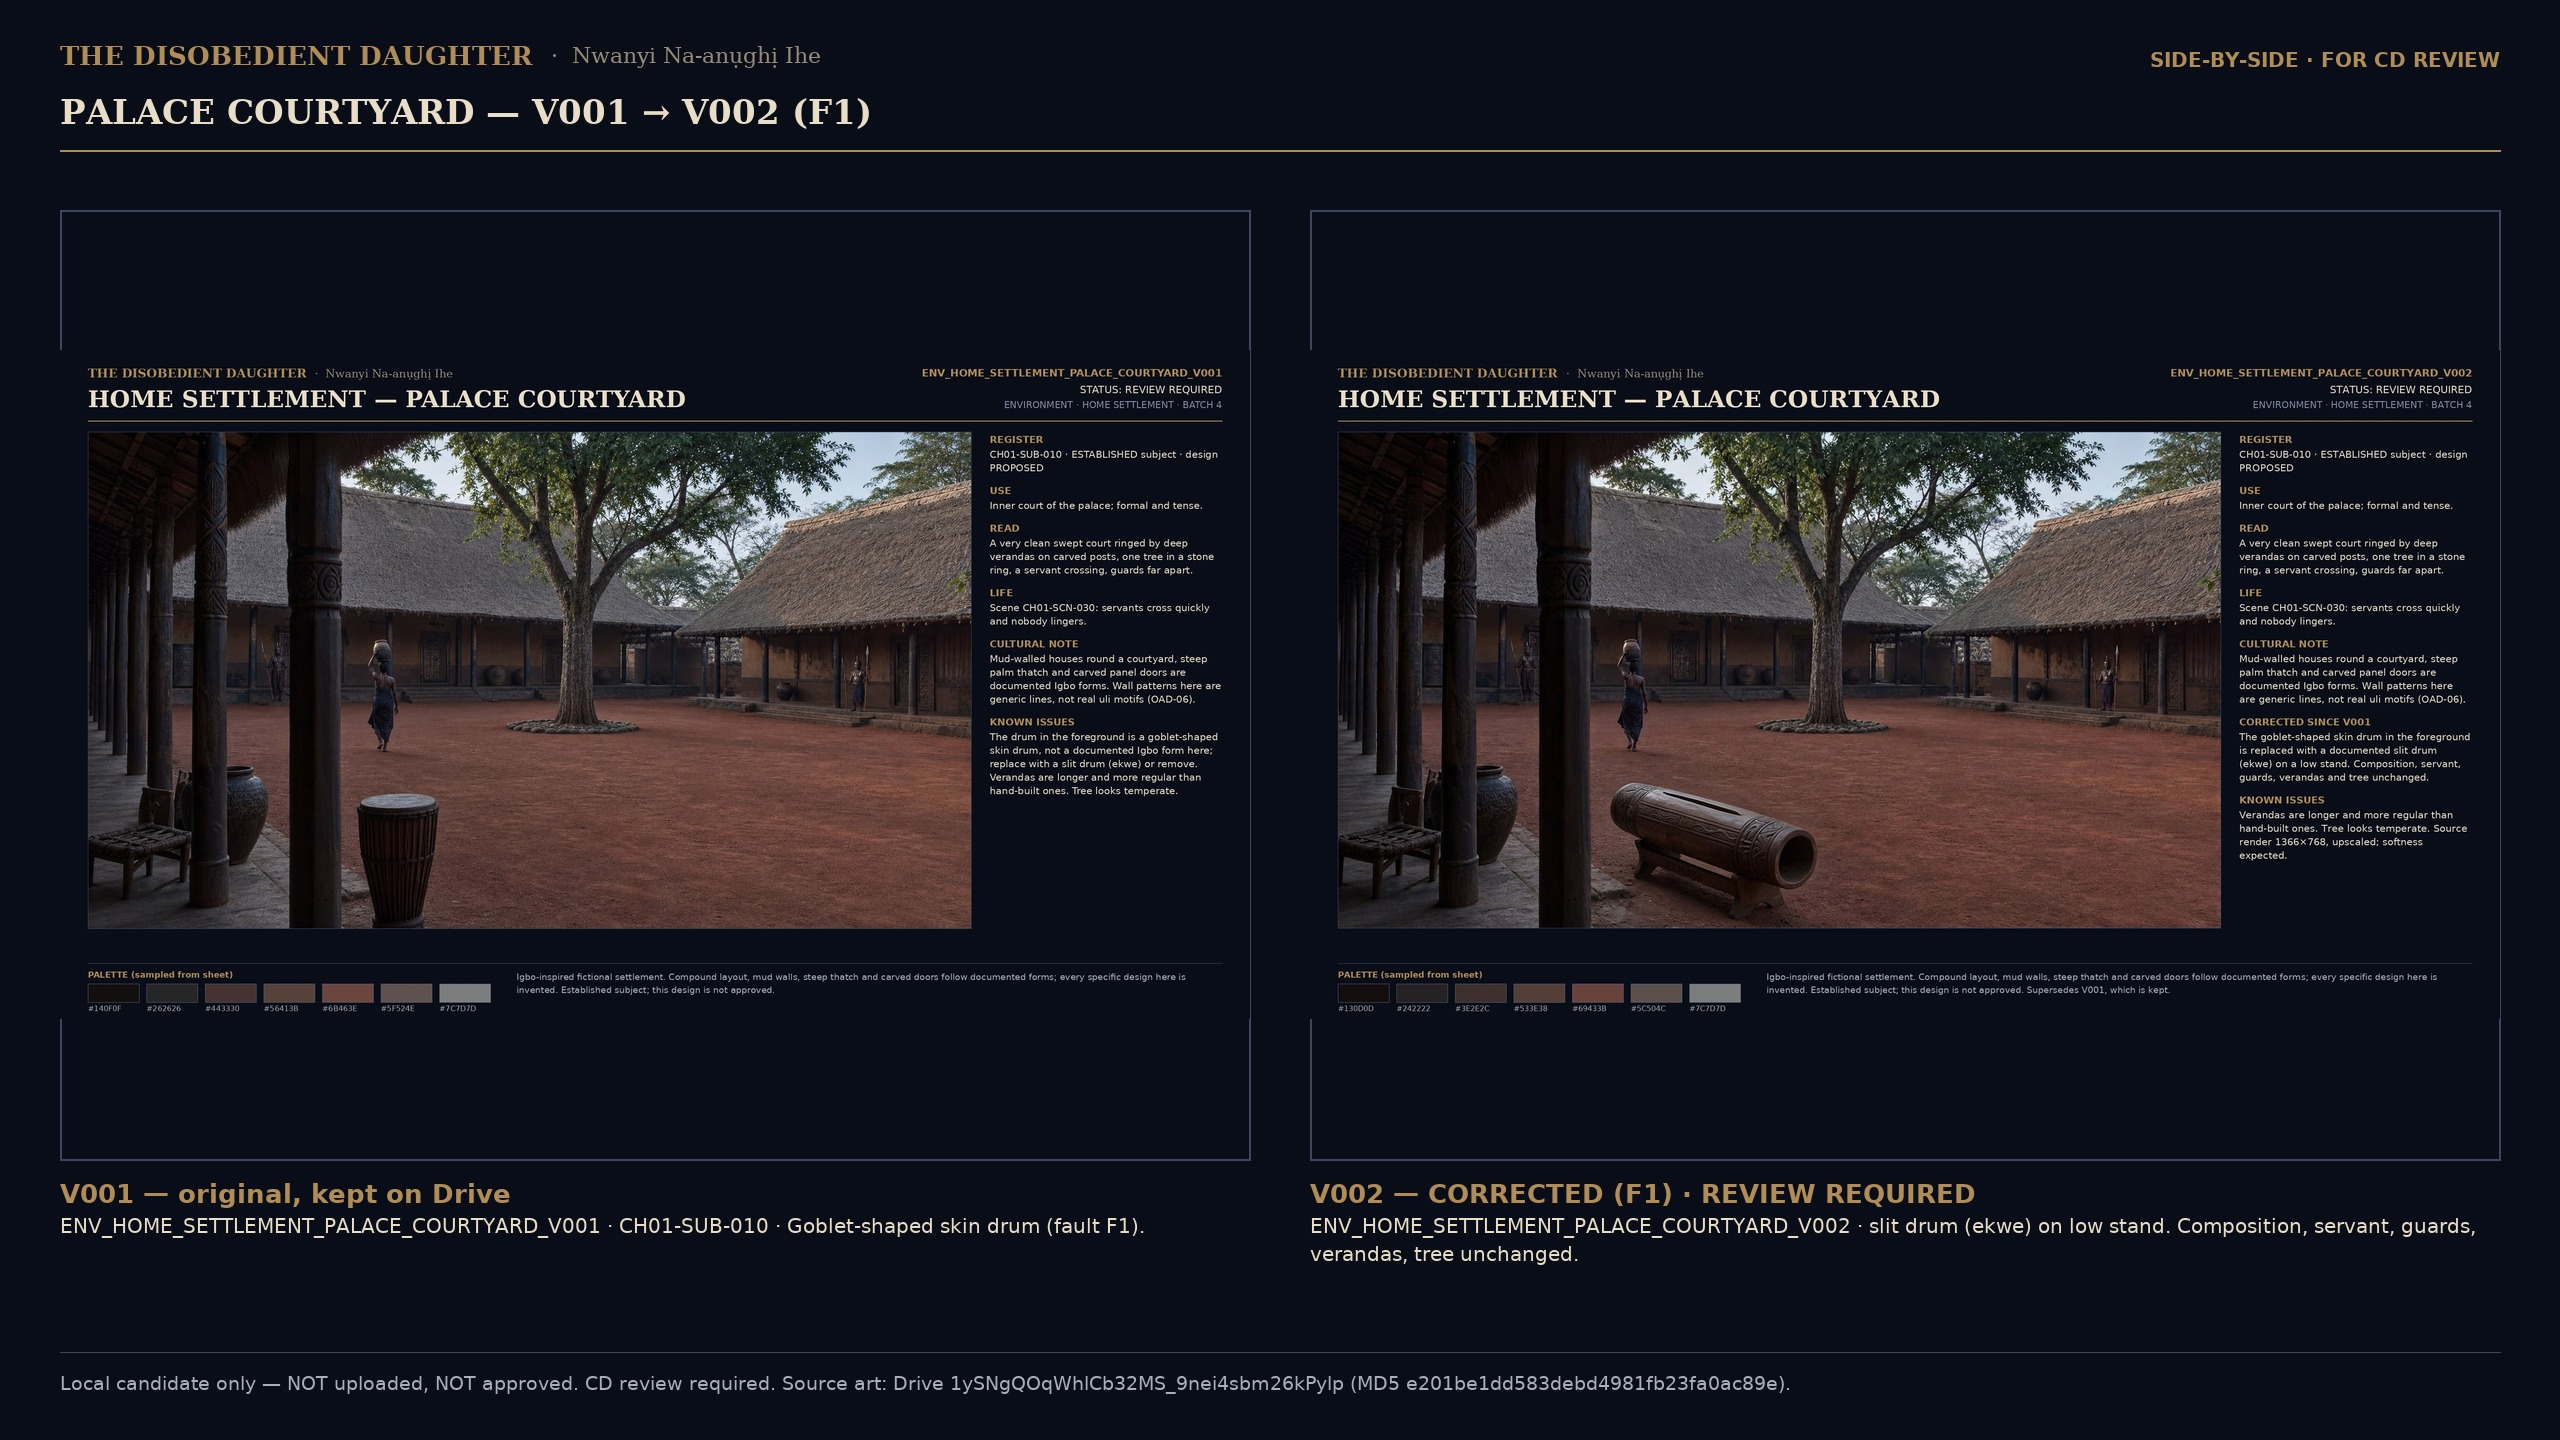 THE DISOBEDIENT DAUGHTER · Nwanyi Na-anụghị Ihe
SIDE-BY-SIDE · FOR CD REVIEW
PALACE COURTYARD — V001 → V002 (F1)
THE DISOBEDIENT DAUGHTER · Nwanyi Na-anụghị Ihe
HOME SETTLEMENT — PALACE COURTYARD
ENV_HOME_SETTLEMENT_PALACE_COURTYARD_V001
STATUS: REVIEW REQUIRED
ENVIRONMENT · HOME SETTLEMENT · BATCH 4
REGISTER
CH01-SUB-010 · ESTABLISHED subject · design
PROPOSED
USE
Inner court of the palace; formal and tense.
READ
A very clean swept court ringed by deep
verandas on carved posts, one tree in a stone
ring, a servant crossing, guards far apart.
LIFE
Scene CH01-SCN-030: servants cross quickly
and nobody lingers.
CULTURAL NOTE
Mud-walled houses round a courtyard, steep
palm thatch and carved panel doors are
documented Igbo forms. Wall patterns here are
generic lines, not real uli motifs (OAD-06).
KNOWN ISSUES
The drum in the foreground is a goblet-shaped
skin drum, not a documented Igbo form here;
replace with a slit drum (ekwe) or remove.
Verandas are longer and more regular than
hand-built ones. Tree looks temperate.
PALETTE (sampled from sheet)
#140F0F #262626 #443330 #56413B #6B463E #5F524E #7C7D7D
Igbo-inspired fictional settlement. Compound layout, mud walls, steep thatch and carved doors follow documented forms; every specific design here is
invented. Established subject; this design is not approved.
THE DISOBEDIENT DAUGHTER · Nwanyi Na-anụghị Ihe
HOME SETTLEMENT — PALACE COURTYARD
ENV_HOME_SETTLEMENT_PALACE_COURTYARD_V002
STATUS: REVIEW REQUIRED
ENVIRONMENT · HOME SETTLEMENT · BATCH 4
REGISTER
CH01-SUB-010 · ESTABLISHED subject · design
PROPOSED
USE
Inner court of the palace; formal and tense.
READ
A very clean swept court ringed by deep
verandas on carved posts, one tree in a stone
ring, a servant crossing, guards far apart.
LIFE
Scene CH01-SCN-030: servants cross quickly
and nobody lingers.
CULTURAL NOTE
Mud-walled houses round a courtyard, steep
palm thatch and carved panel doors are
documented Igbo forms. Wall patterns here
are generic lines, not real uli motifs (OAD-06).
CORRECTED SINCE V001
The goblet-shaped skin drum in the foreground
is replaced with a documented slit drum
(ekwe) on a low stand. Composition, servant,
guards, verandas and tree unchanged.
KNOWN ISSUES
Verandas are longer and more regular than
hand-built ones. Tree looks temperate. Source
render 1366×768, upscaled; softness
expected.
PALETTE (sampled from sheet)
#130D0D #242222 #3E2E2C #533E38 #69433B #5C504C #7C7D7D
Igbo-inspired fictional settlement. Compound layout, mud walls, steep thatch and carved doors follow documented forms; every specific design here is
invented. Established subject; this design is not approved. Supersedes V001, which is kept.
V001 — original, kept on Drive
ENV_HOME_SETTLEMENT_PALACE_COURTYARD_V001 · CH01-SUB-010 · Goblet-shaped skin drum (fault F1).
V002 — CORRECTED (F1) · REVIEW REQUIRED
ENV_HOME_SETTLEMENT_PALACE_COURTYARD_V002 · slit drum (ekwe) on low stand. Composition, servant, guards,
verandas, tree unchanged.
Local candidate only — NOT uploaded, NOT approved. CD review required. Source art: Drive 1ySNgQOqWhlCb32MS_9nei4sbm26kPylp (MD5 e201be1dd583debd4981fb23fa0ac89e).